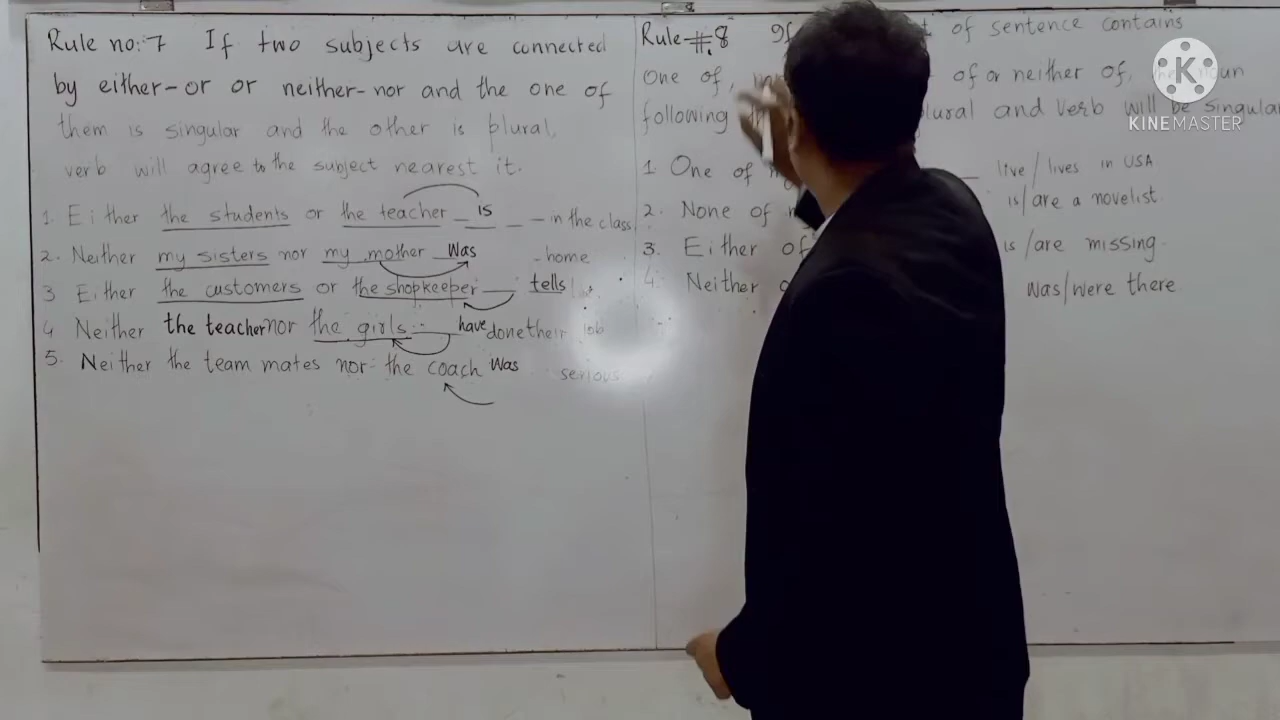 Rule no:7 If two subjects are connected
by either-or or neither-nor and the one of
them is singular and the other is plural,
verb will agree to the subject nearest it.
1. Either the students or the teacher is in the class
2. Neither my sisters nor my mother was home
3 Either the customers or the shopkeeper tells
4 Neither the teacher nor the girls have done their job
5. Neither the team mates nor the coach was serious
Rule #.8 If of sentence contains
One of, of or neither of, noun
following plural and verb will be singular
1. One of live/lives in USA
2. None of is/are a novelist.
3. Either of is/are missing.
4. Neither was/were there
K
KINEMASTER